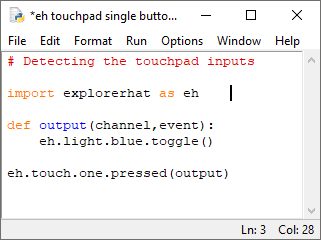 *eh touchpad single butto...
File Edit Format Run Options Window Help
# Detecting the touchpad inputs
import explorerhat as eh
def output(channel,event):
    eh.light.blue.toggle()
eh.touch.one.pressed(output)
Ln: 3 Col: 28